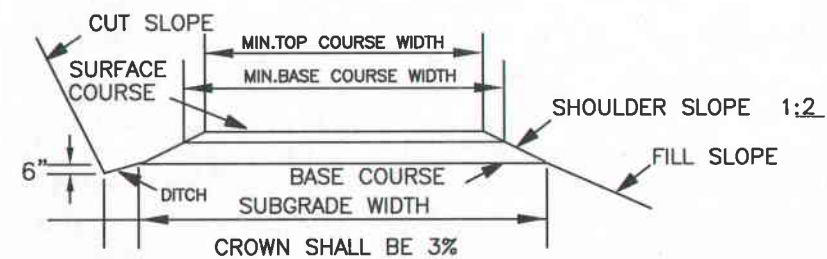 CUT SLOPE
MIN.TOP COURSE WIDTH
SURFACE
COURSE
MIN.BASE COURSE WIDTH
SHOULDER SLOPE 1:2
FILL SLOPE
6"
DITCH
BASE COURSE
SUBGRADE WIDTH
CROWN SHALL BE 3%